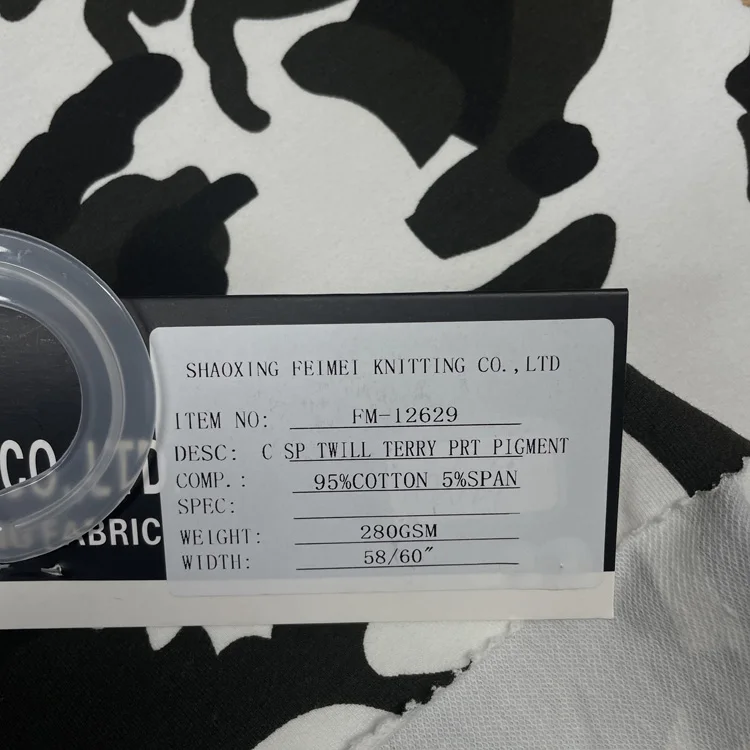 SHAOXING FEIMEI KNITTING CO.,LTD
ITEM NO: FM-12629
DESC: C SP TWILL TERRY PRT PIGMENT
COMP.: 95%COTTON 5%SPAN
SPEC:
WEIGHT: 280GSM
WIDTH: 58/60″
CO.,LTD
FABRIC